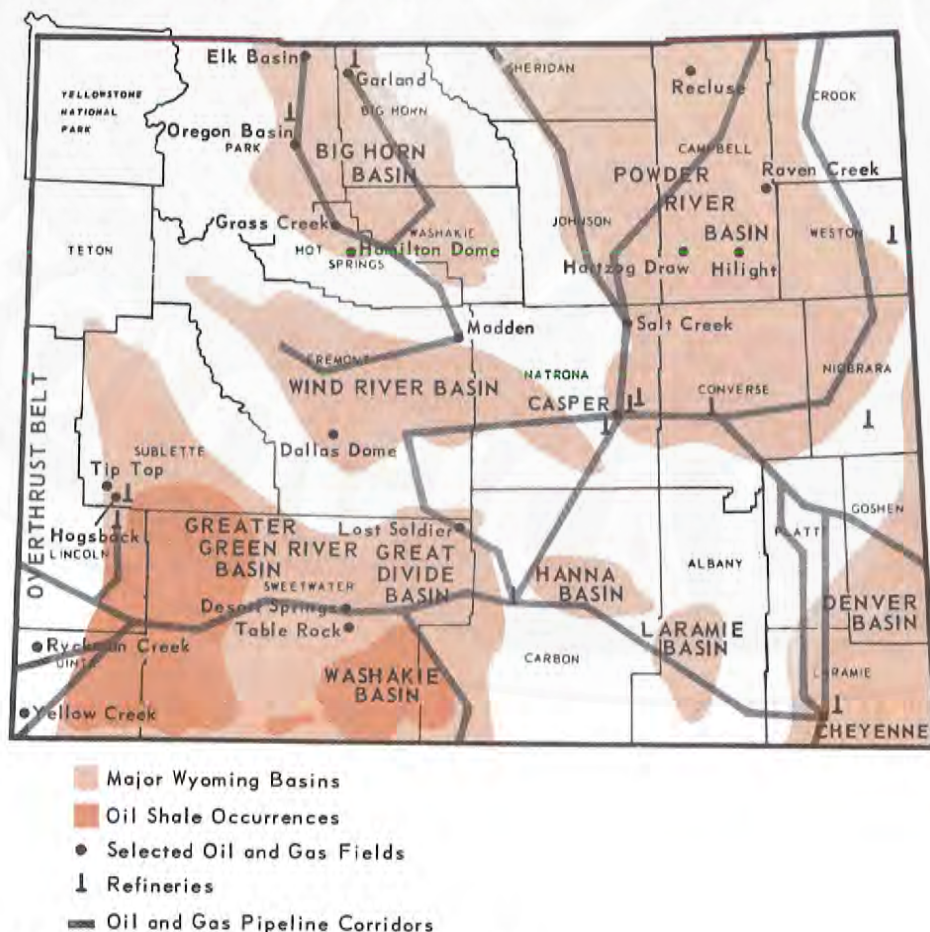 Elk Basin
Garland
SHERIDAN
Recluse
CROOK
YELLOWSTONE
NATIONAL
PARK
BIG HORN
Oregon Basin
PARK
BIG HORN
BASIN
CAMPBELL
POWDER
RIVER
BASIN
Raven Creek
Grass Creek
WASHAKIE
JOHNSON
WESTON
TETON
HOT
SPRINGS
Hamilton Dome
Hartzog Draw
Hilight
Madden
Salt Creek
FREMONT
WIND RIVER BASIN
NATRONA
NIOBRARA
CASPER
CONVERSE
OVERTHRUST BELT
SUBLETTE
Dallas Dome
Tip Top
Hogsback
LINCOLN
GREATER
GREEN RIVER
BASIN
Lost Soldier
GREAT
DIVIDE
BASIN
GOSHEN
PLATTE
ALBANY
SWEETWATER
HANNA
BASIN
Desert Springs
Table Rock
DENVER
BASIN
LARAMIE
BASIN
Ryckman Creek
UINTA
WASHAKIE
BASIN
CARBON
LARAMIE
Yellow Creek
CHEYENNE
Major Wyoming Basins
Oil Shale Occurrences
Selected Oil and Gas Fields
Refineries
Oil and Gas Pipeline Corridors